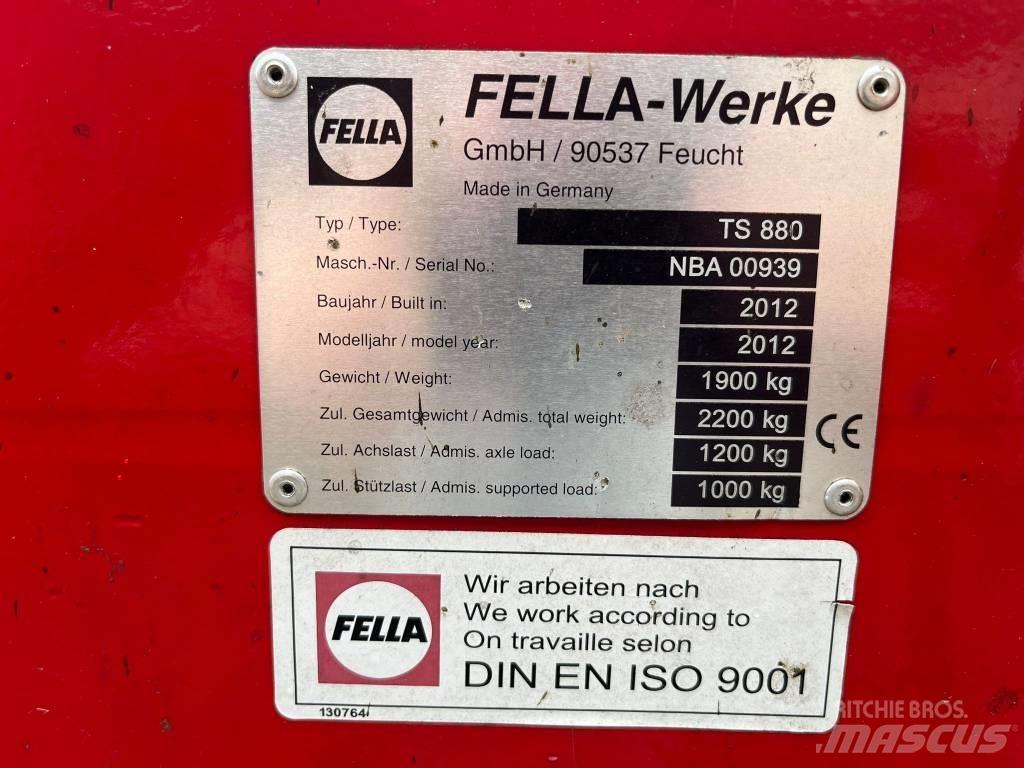 FELLA
FELLA-Werke
GmbH / 90537 Feucht
Made in Germany
Typ / Type: TS 880
Masch.-Nr. / Serial No.: NBA 00939
Baujahr / Built in: 2012
Modelljahr / model year: 2012
Gewicht / Weight: 1900 kg
Zul. Gesamtgewicht / Admis. total weight: 2200 kg
Zul. Achslast / Admis. axle load: 1200 kg
Zul. Stützlast / Admis. supported load: 1000 kg
CE
FELLA
Wir arbeiten nach
We work according to
On travaille selon
DIN EN ISO 9001
130764
RITCHIE BROS.
MASCUS